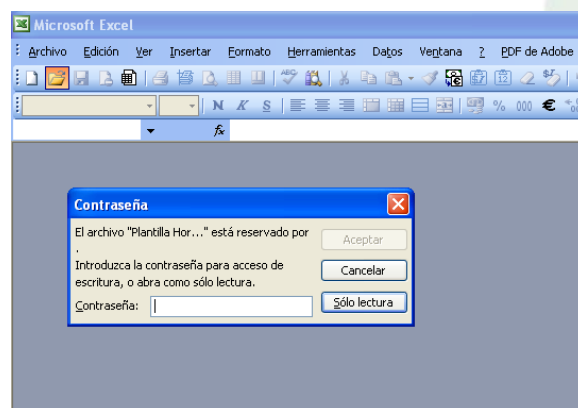 Microsoft Excel
Archivo Edición Ver Insertar Formato Herramientas Datos Ventana ? PDF de Adobe
N K S % 000 €
fx
Contraseña
El archivo "Plantilla Hor..." está reservado por
.
Aceptar
Introduzca la contraseña para acceso de
escritura, o abra como sólo lectura.
Cancelar
Contraseña:
Sólo lectura